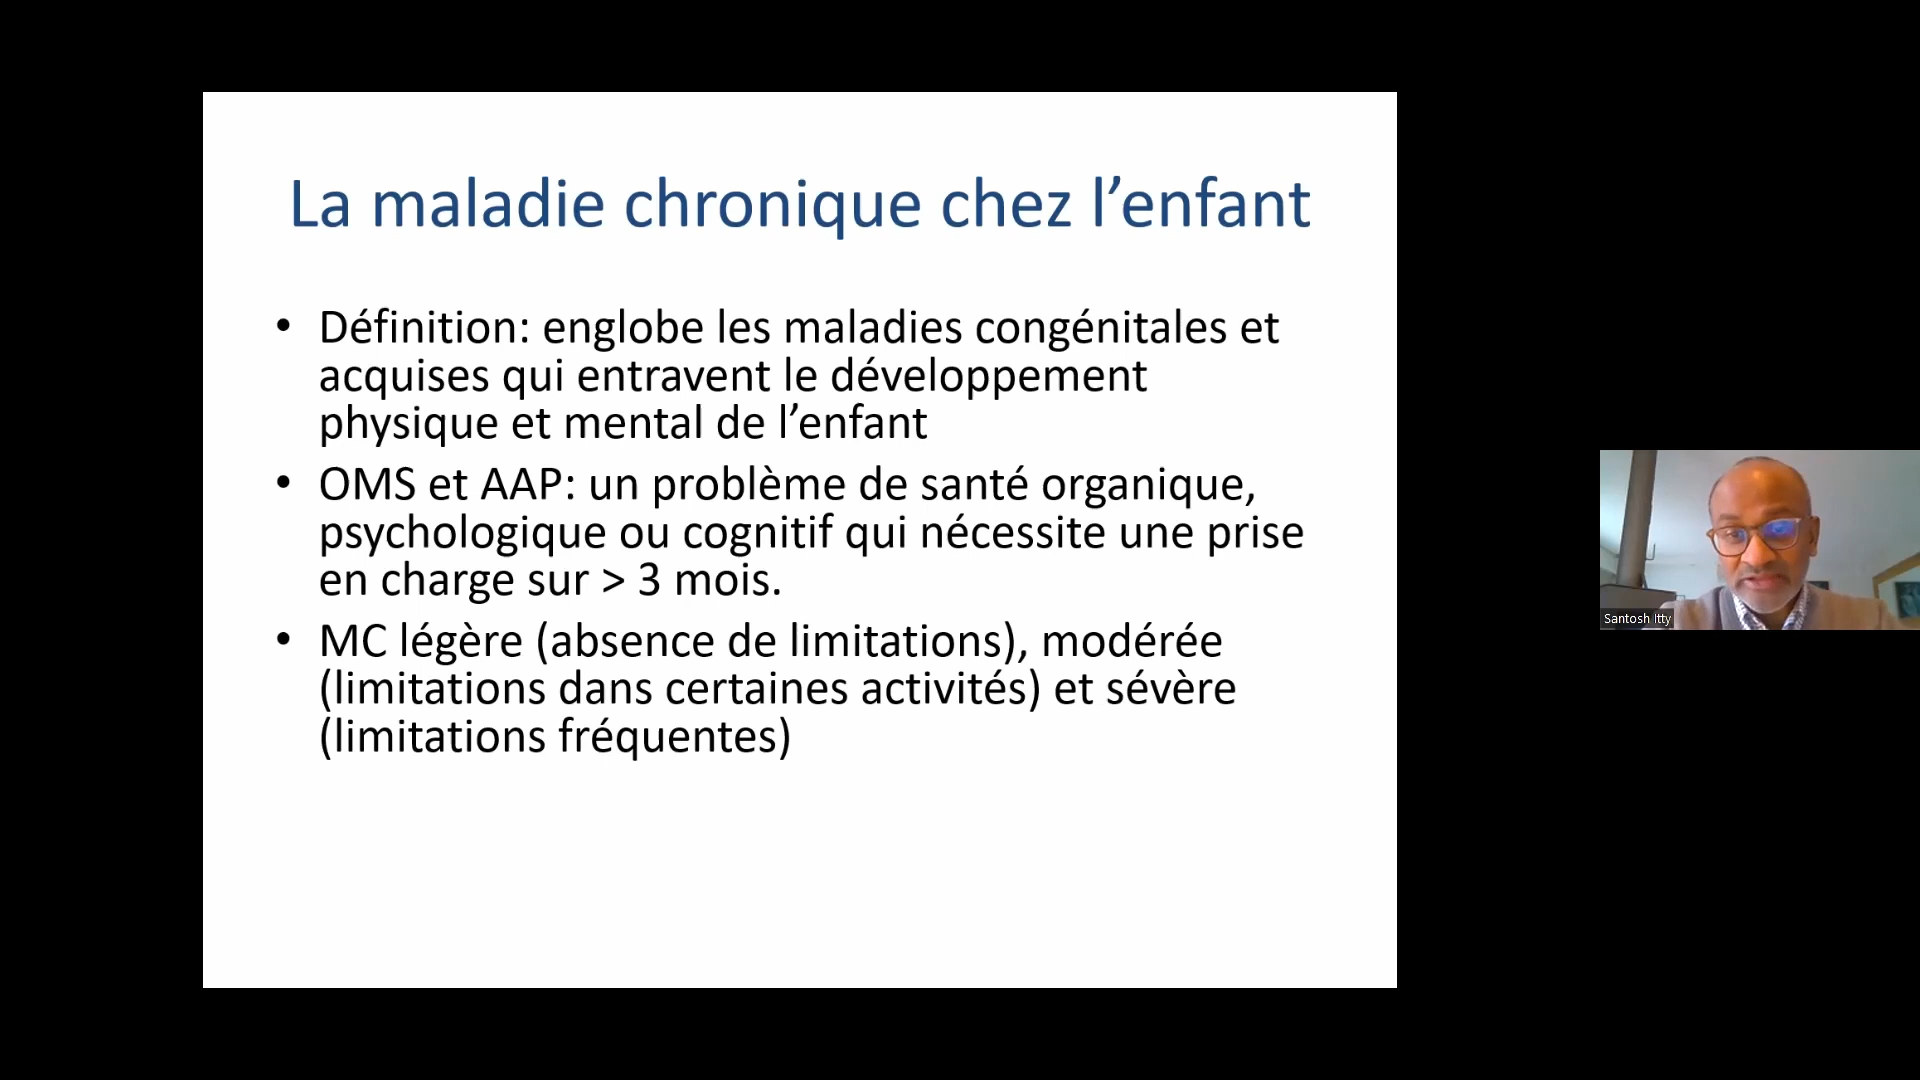 La maladie chronique chez l’enfant
• Définition: englobe les maladies congénitales et
acquises qui entravent le développement
physique et mental de l’enfant
• OMS et AAP: un problème de santé organique,
psychologique ou cognitif qui nécessite une prise
en charge sur > 3 mois.
• MC légère (absence de limitations), modérée
(limitations dans certaines activités) et sévère
(limitations fréquentes)
Santosh Itty